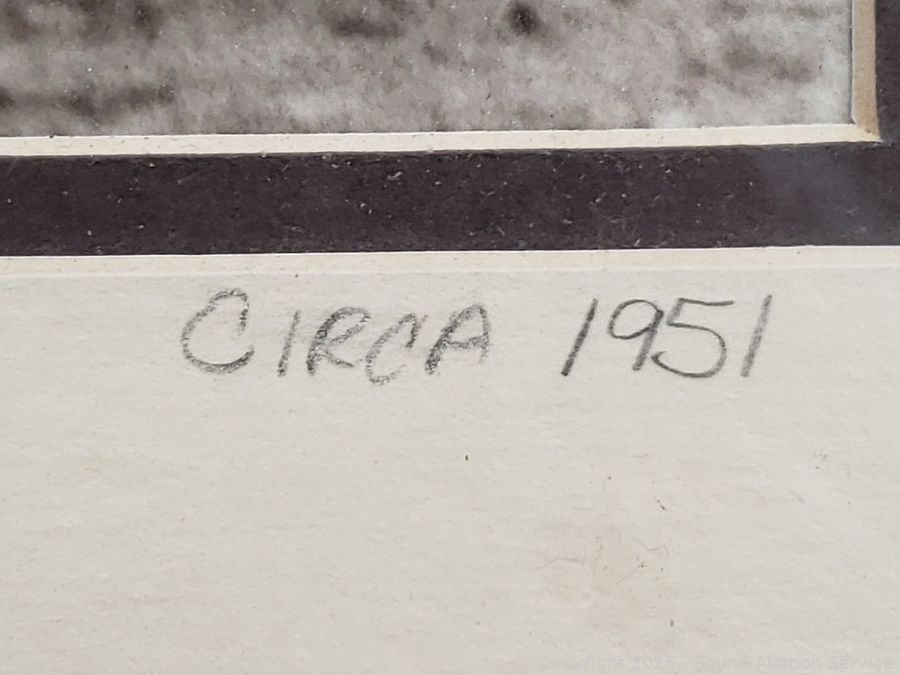 CIRCA 1951
Copyright 2025 - Sound Auction Service